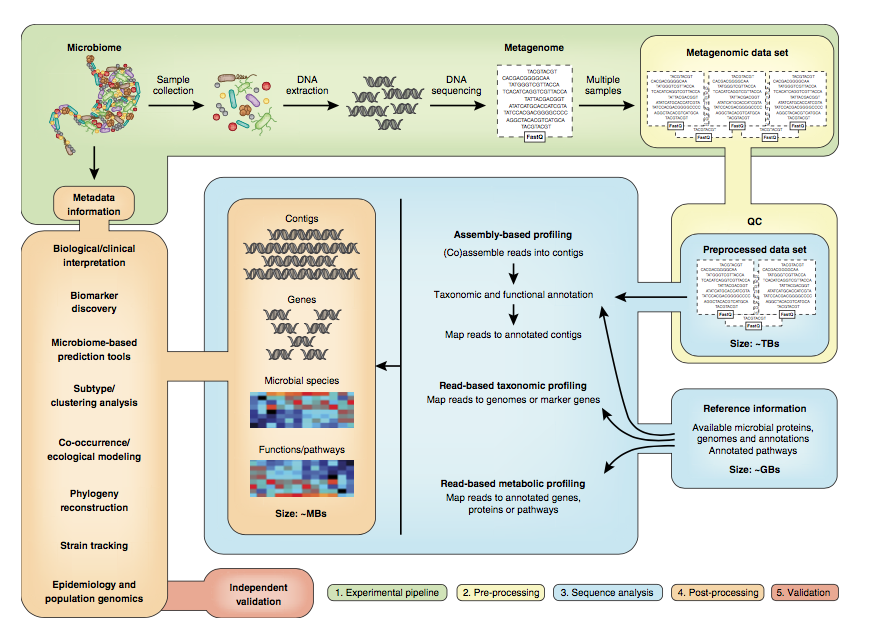 Microbiome
Metagenome
Metagenomic data set
Sample
collection
DNA
extraction
DNA
sequencing
Multiple
samples
TACGTACGT
CACGACGGGGCAA
TATGGGTCGTTACCA
TCACATCAGGTCGTTACCA
TATTTACGACGGT
ATATCATGCACCATCGTA
TATCCACGACGGGGCCCC
AGGCTACACGTCATGCA
TACGTACGT
FastQ
FastQ
FastQ
FastQ
FastQ
FastQ
Metadata
information
Biological/clinical
interpretation
Biomarker
discovery
Microbiome-based
prediction tools
Subtype/
clustering analysis
Co-occurrence/
ecological modeling
Phylogeny
reconstruction
Strain tracking
Epidemiology and
population genomics
Contigs
Genes
Microbial species
Functions/pathways
Size: ~MBs
Assembly-based profiling
(Co)assemble reads into contigs
Taxonomic and functional annotation
Map reads to annotated contigs
Read-based taxonomic profiling
Map reads to genomes or marker genes
Read-based metabolic profiling
Map reads to annotated genes,
proteins or pathways
QC
Preprocessed data set
FastQ
FastQ
FastQ
Size: ~TBs
Reference information
Available microbial proteins,
genomes and annotations
Annotated pathways
Size: ~GBs
Independent
validation
1. Experimental pipeline
2. Pre-processing
3. Sequence analysis
4. Post-processing
5. Validation